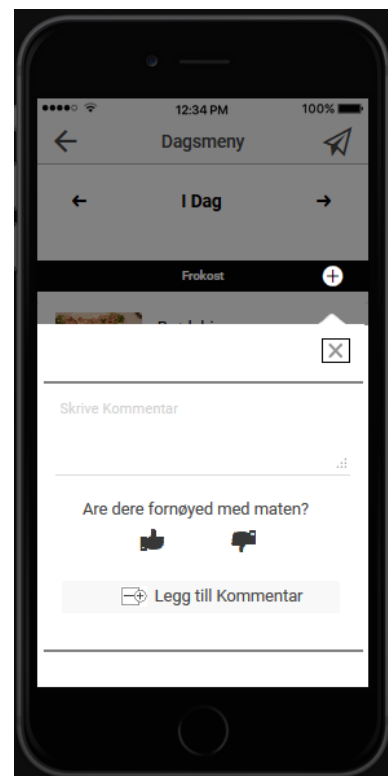 12:34 PM
100%
Dagsmeny
I Dag
Frokost
Skrive Kommentar
Are dere fornøyed med maten?
Legg till Kommentar